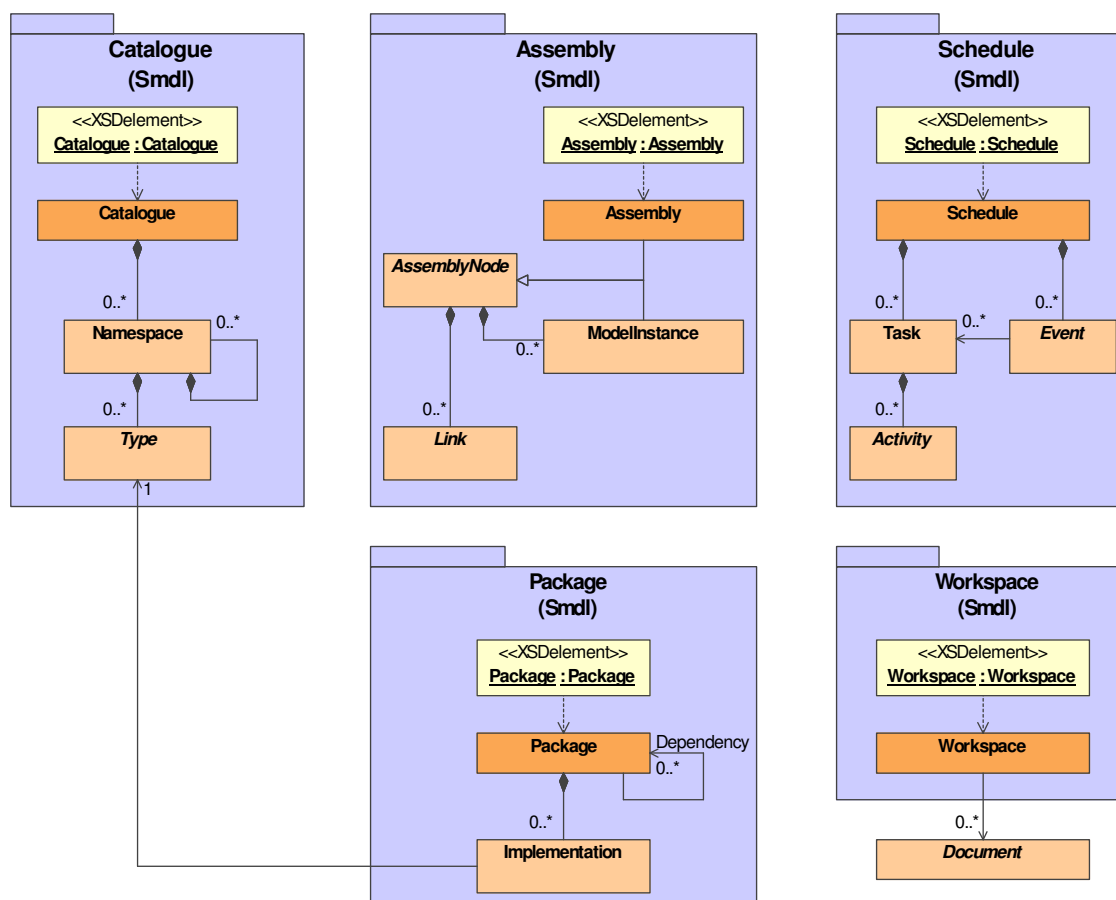 Catalogue
(Smdl)
<<XSDelement>>
Catalogue : Catalogue
Catalogue
0..*
Namespace
0..*
0..*
Type
1
Assembly
(Smdl)
<<XSDelement>>
Assembly : Assembly
Assembly
AssemblyNode
ModelInstance
0..*
0..*
Link
Schedule
(Smdl)
<<XSDelement>>
Schedule : Schedule
Schedule
0..*
0..*
Task
0..*
Event
0..*
Activity
Package
(Smdl)
<<XSDelement>>
Package : Package
Package
Dependency
0..*
0..*
Implementation
Workspace
(Smdl)
<<XSDelement>>
Workspace : Workspace
Workspace
0..*
Document